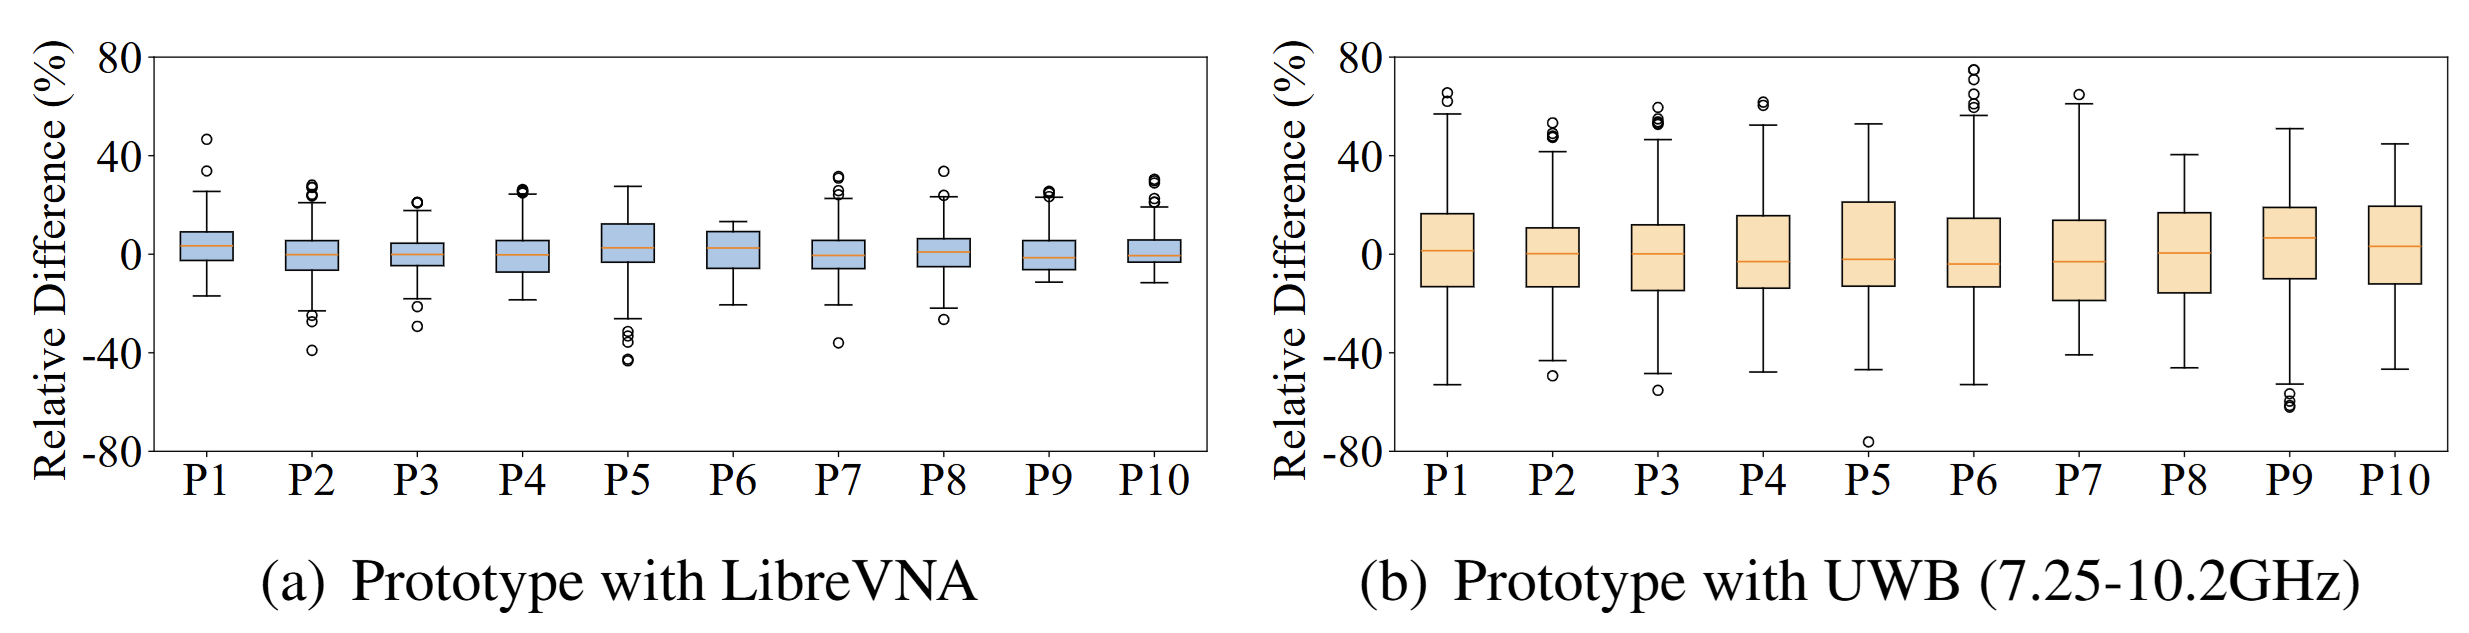 Relative Difference (%)
80
40
0
-40
-80
P1 P2 P3 P4 P5 P6 P7 P8 P9 P10
(a) Prototype with LibreVNA
Relative Difference (%)
80
40
0
-40
-80
P1 P2 P3 P4 P5 P6 P7 P8 P9 P10
(b) Prototype with UWB (7.25-10.2GHz)